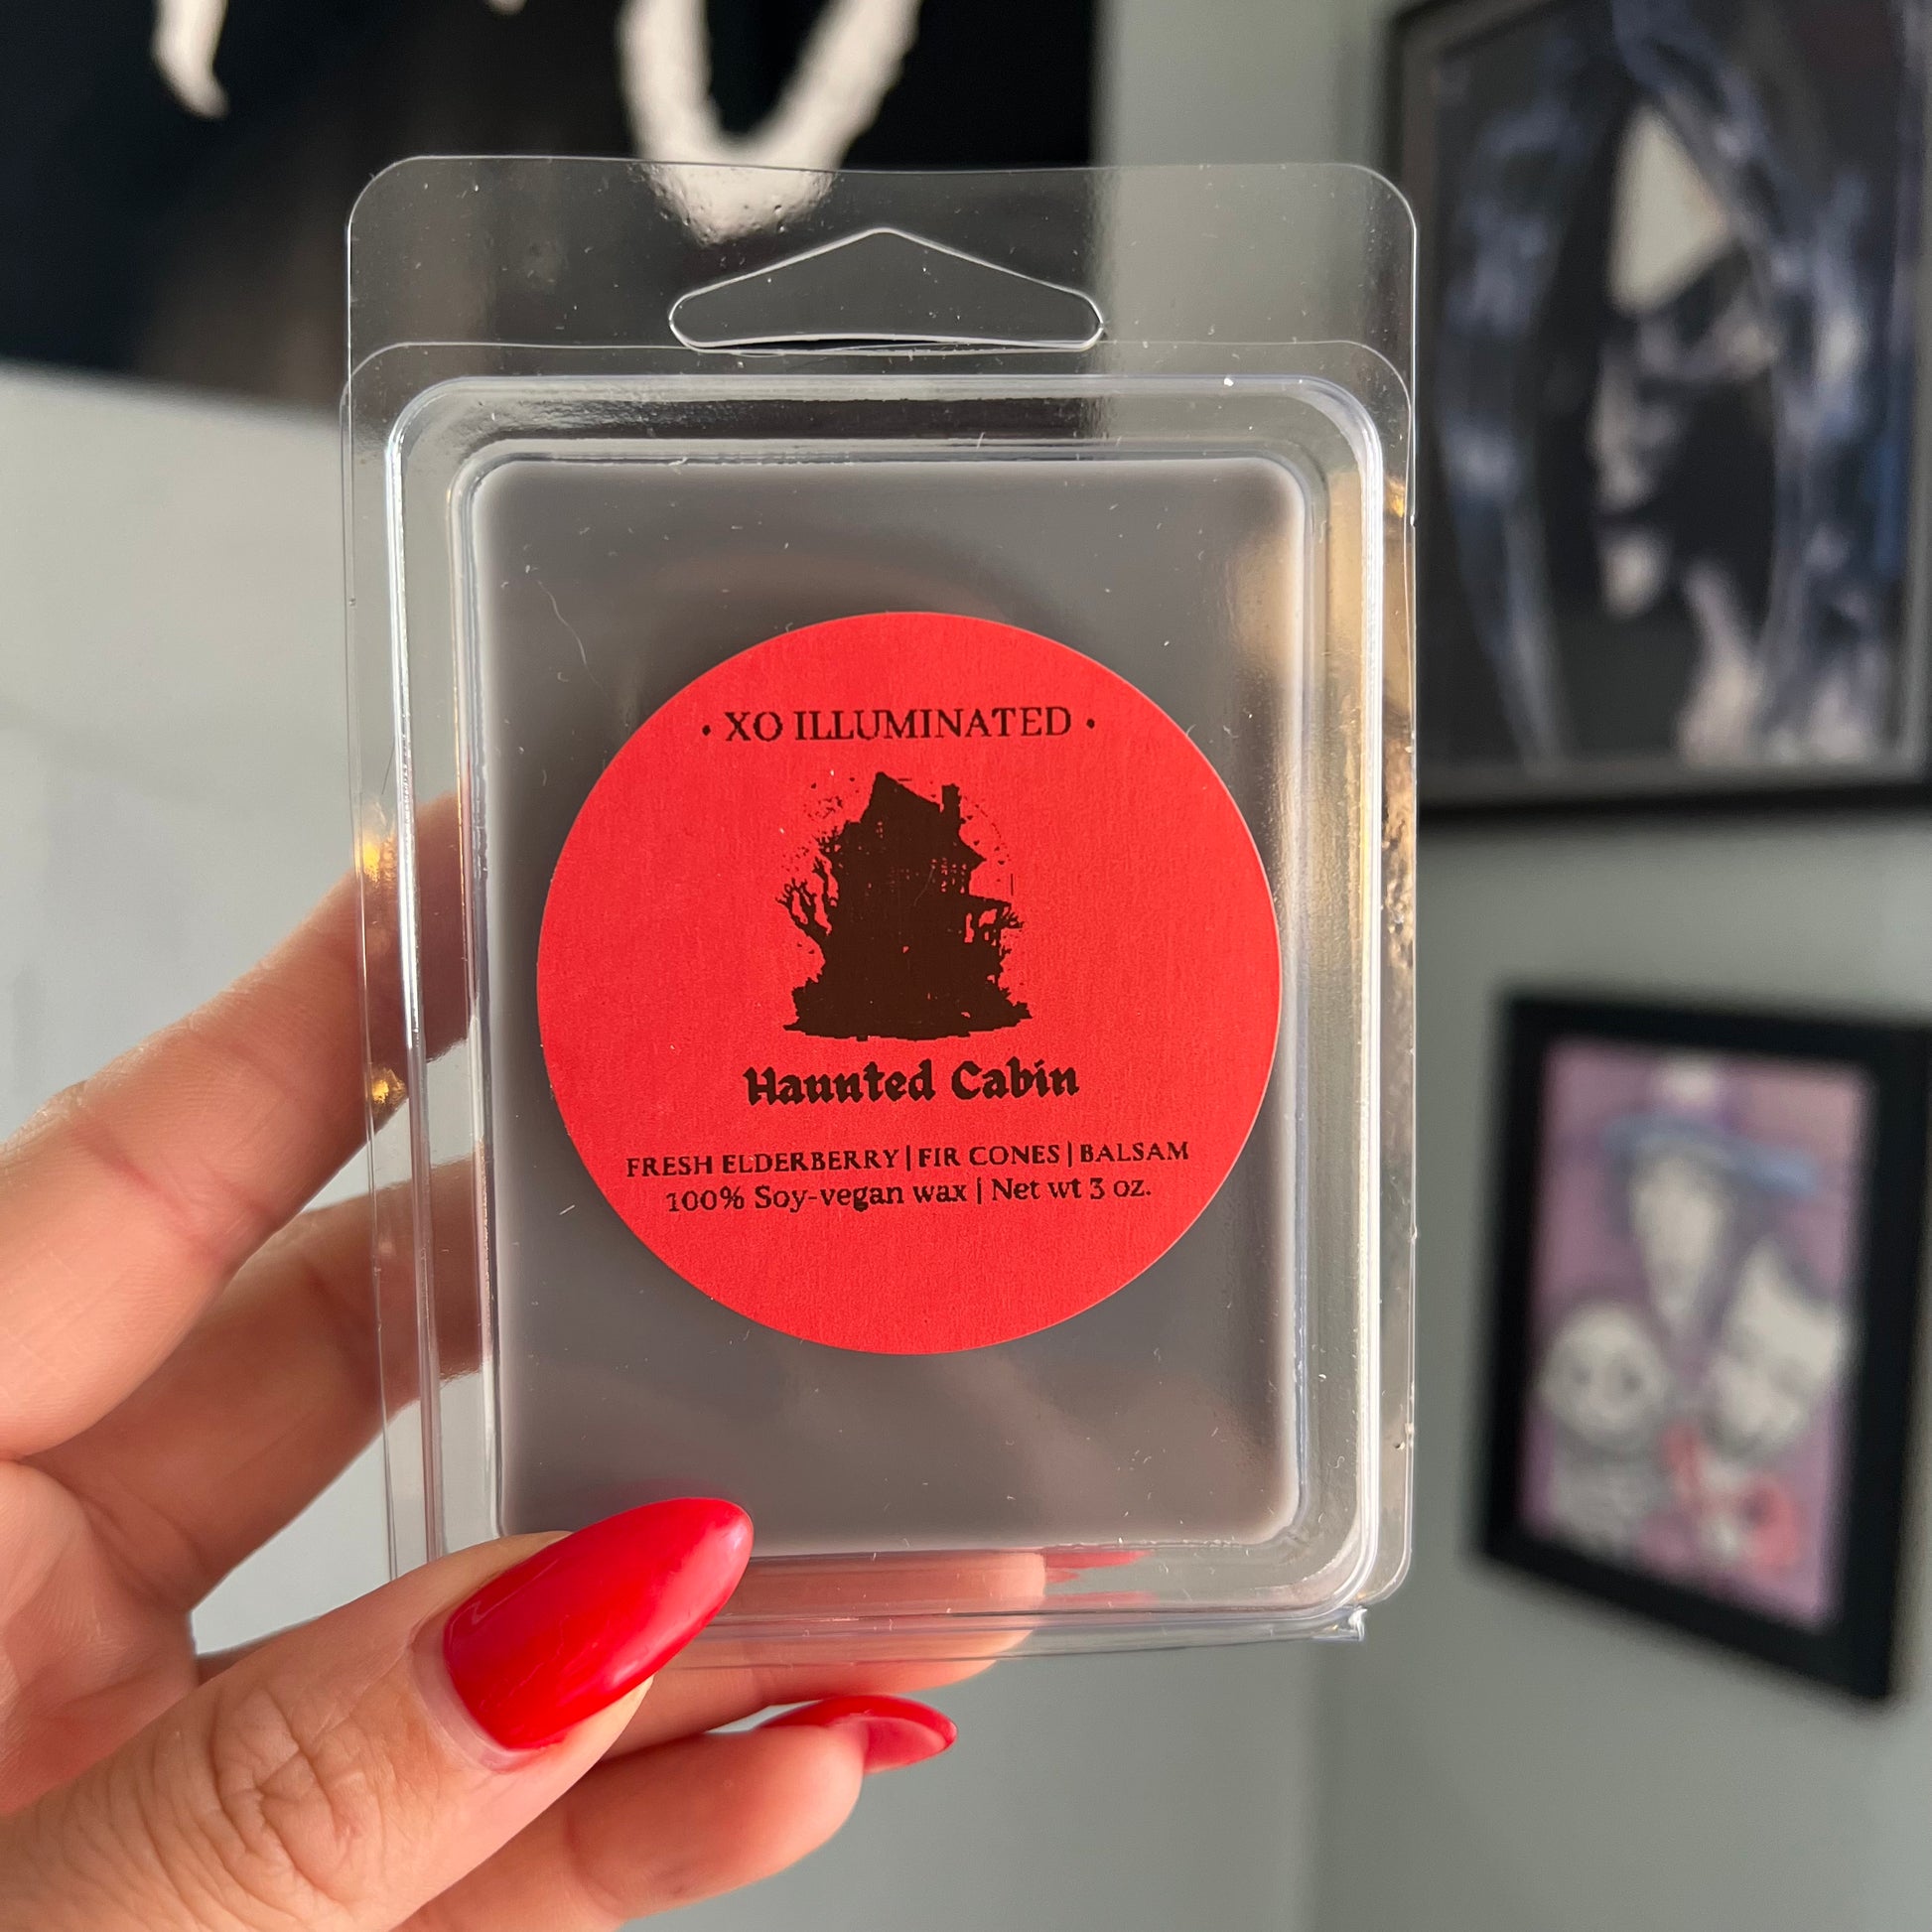 • XO ILLUMINATED •
Haunted Cabin
FRESH ELDERBERRY | FIR CONES | BALSAM
100% Soy-vegan wax | Net wt 3 oz.